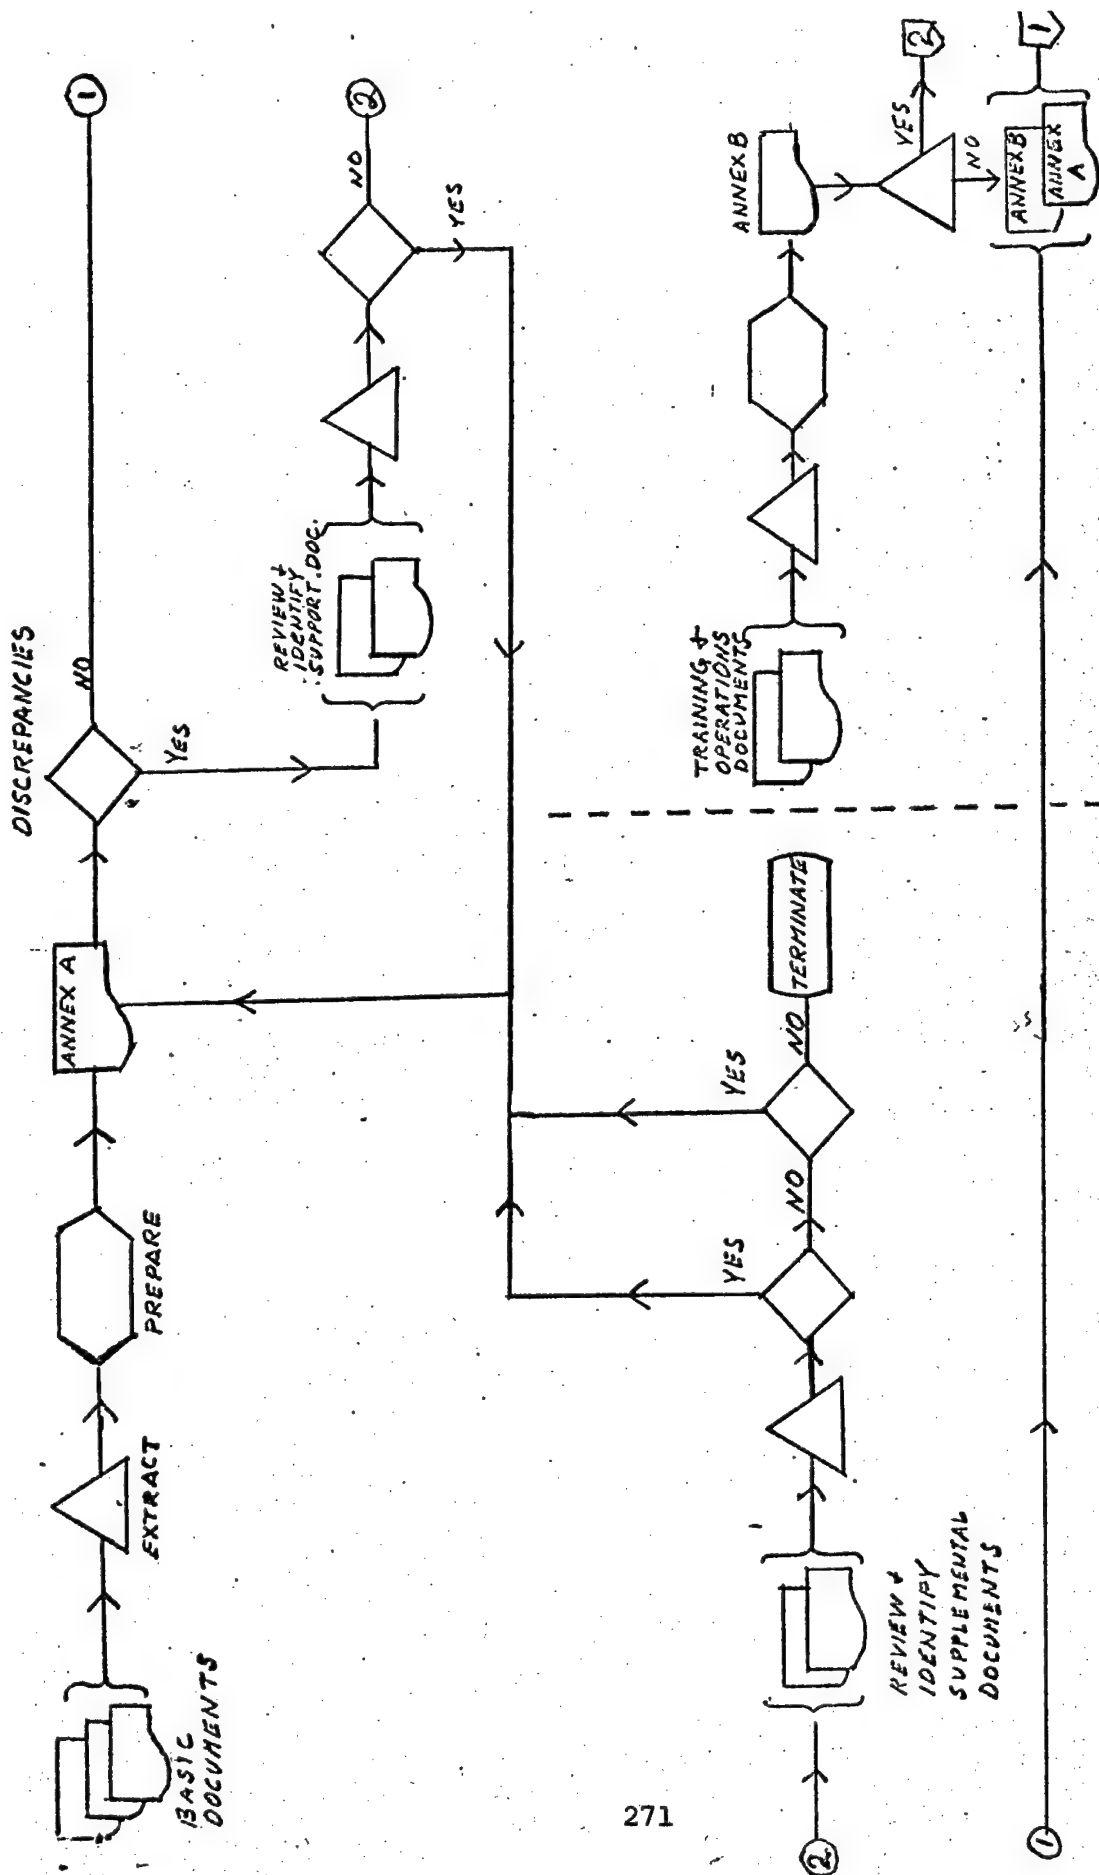 DISCREPANCIES
BASIC
DOCUMENTS
EXTRACT
PREPARE
ANNEX A
NO
1
YES
REVIEW &
IDENTIFY
SUPPORT. DOC.
NO
2
YES
2
REVIEW &
IDENTIFY
SUPPLEMENTAL
DOCUMENTS
YES
NO
YES
NO
TERMINATE
TRAINING &
OPERATIONS
DOCUMENTS
ANNEX B
YES
2
NO
1
ANNEX B
ANNEX
A
1
271